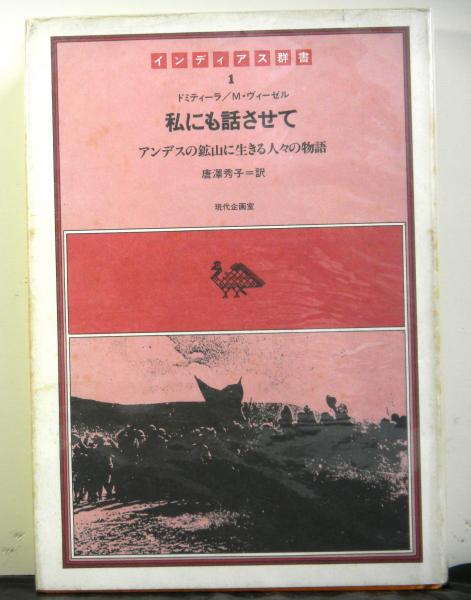 インディアス群書
1
ドミティーラ/M・ヴィーゼル
私にも話させて
アンデスの鉱山に生きる人々の物語
唐澤秀子=訳
現代企画室